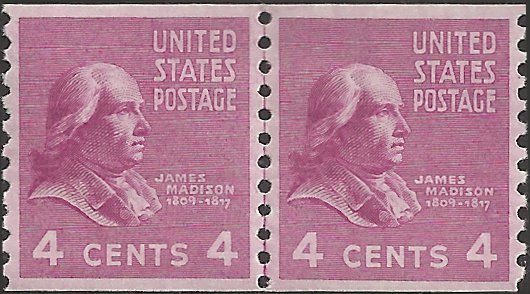 UNITED
STATES
POSTAGE
JAMES
MADISON
1809-1817
4 CENTS 4
UNITED
STATES
POSTAGE
JAMES
MADISON
1809-1817
4 CENTS 4